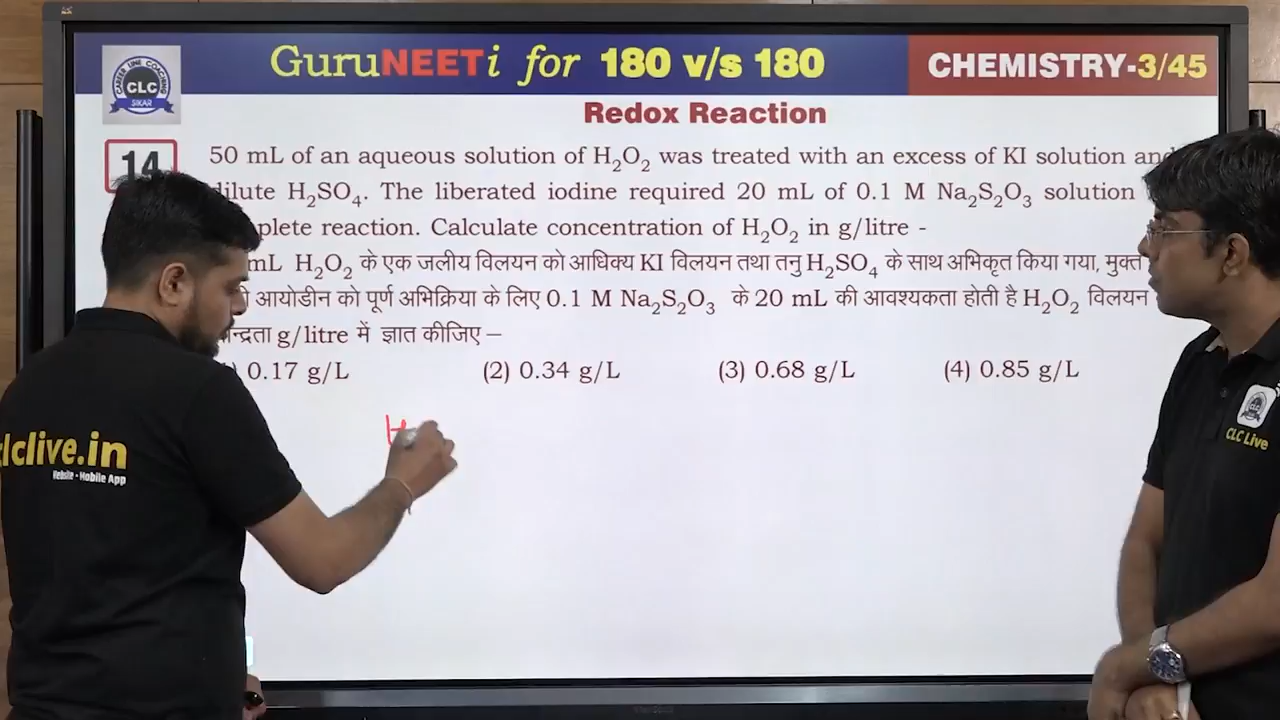 GuruNEETi for 180 v/s 180
CHEMISTRY-3/45
CAREER LINE COACHING
CLC
SIKAR
Redox Reaction
14
50 mL of an aqueous solution of H₂O₂ was treated with an excess of KI solution and
dilute H₂SO₄. The liberated iodine required 20 mL of 0.1 M Na₂S₂O₃ solution
plete reaction. Calculate concentration of H₂O₂ in g/litre -
mL H₂O₂ के एक जलीय विलयन को आधिक्य KI विलयन तथा तनु H₂SO₄ के साथ अभिकृत किया गया, मुक्त
आयोडीन को पूर्ण अभिक्रिया के लिए 0.1 M Na₂S₂O₃ के 20 mL की आवश्यकता होती है H₂O₂ विलयन
न्द्रता g/litre में ज्ञात कीजिए –
0.17 g/L (2) 0.34 g/L (3) 0.68 g/L (4) 0.85 g/L
H
clclive.in
Website • Mobile App
CLC Live